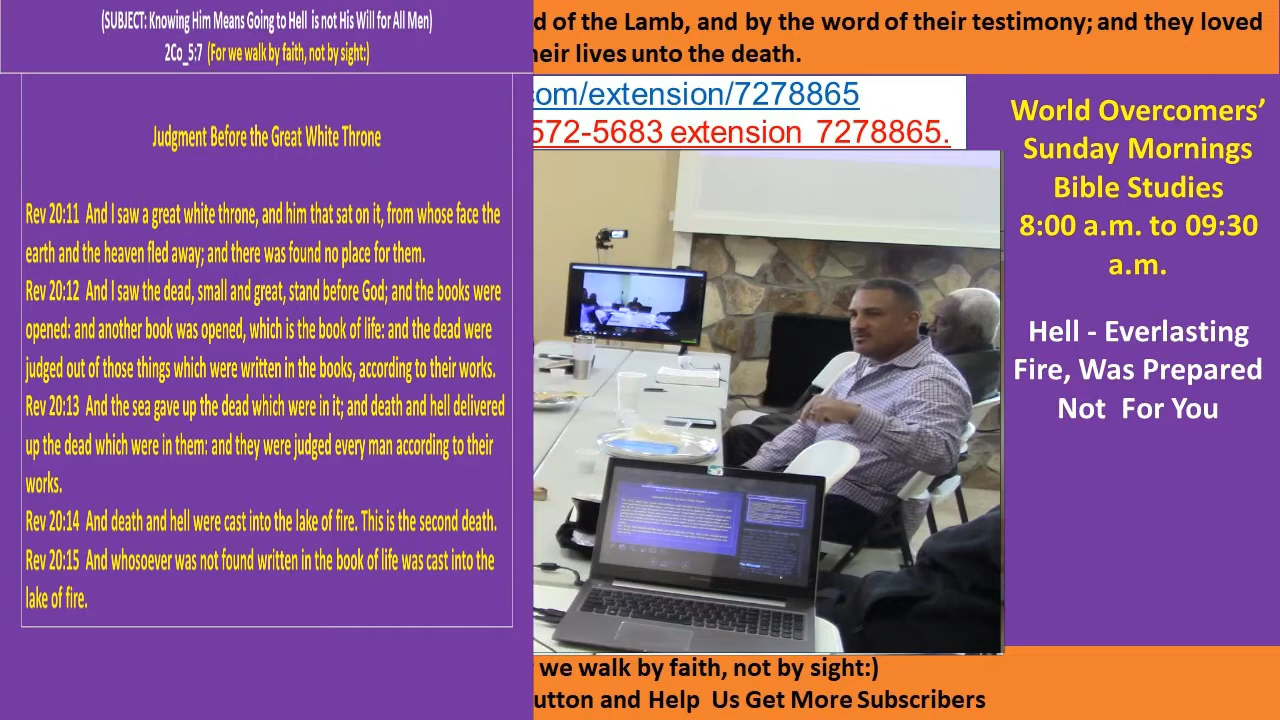 (SUBJECT: Knowing Him Means Going to Hell is not His Will for All Men)
2Co_5:7 (For we walk by faith, not by sight:)
Judgment Before the Great White Throne
Rev 20:11 And I saw a great white throne, and him that sat on it, from whose face the
earth and the heaven fled away; and there was found no place for them.
Rev 20:12 And I saw the dead, small and great, stand before God; and the books were
opened: and another book was opened, which is the book of life: and the dead were
judged out of those things which were written in the books, according to their works.
Rev 20:13 And the sea gave up the dead which were in it; and death and hell delivered
up the dead which were in them: and they were judged every man according to their
works.
Rev 20:14 And death and hell were cast into the lake of fire. This is the second death.
Rev 20:15 And whosoever was not found written in the book of life was cast into the
lake of fire.
d of the Lamb, and by the word of their testimony; and they loved
heir lives unto the death.
com/extension/7278865
572-5683 extension 7278865.
World Overcomers’
Sunday Mornings
Bible Studies
8:00 a.m. to 09:30
a.m.
Hell - Everlasting
Fire, Was Prepared
Not For You
we walk by faith, not by sight:)
utton and Help Us Get More Subscribers